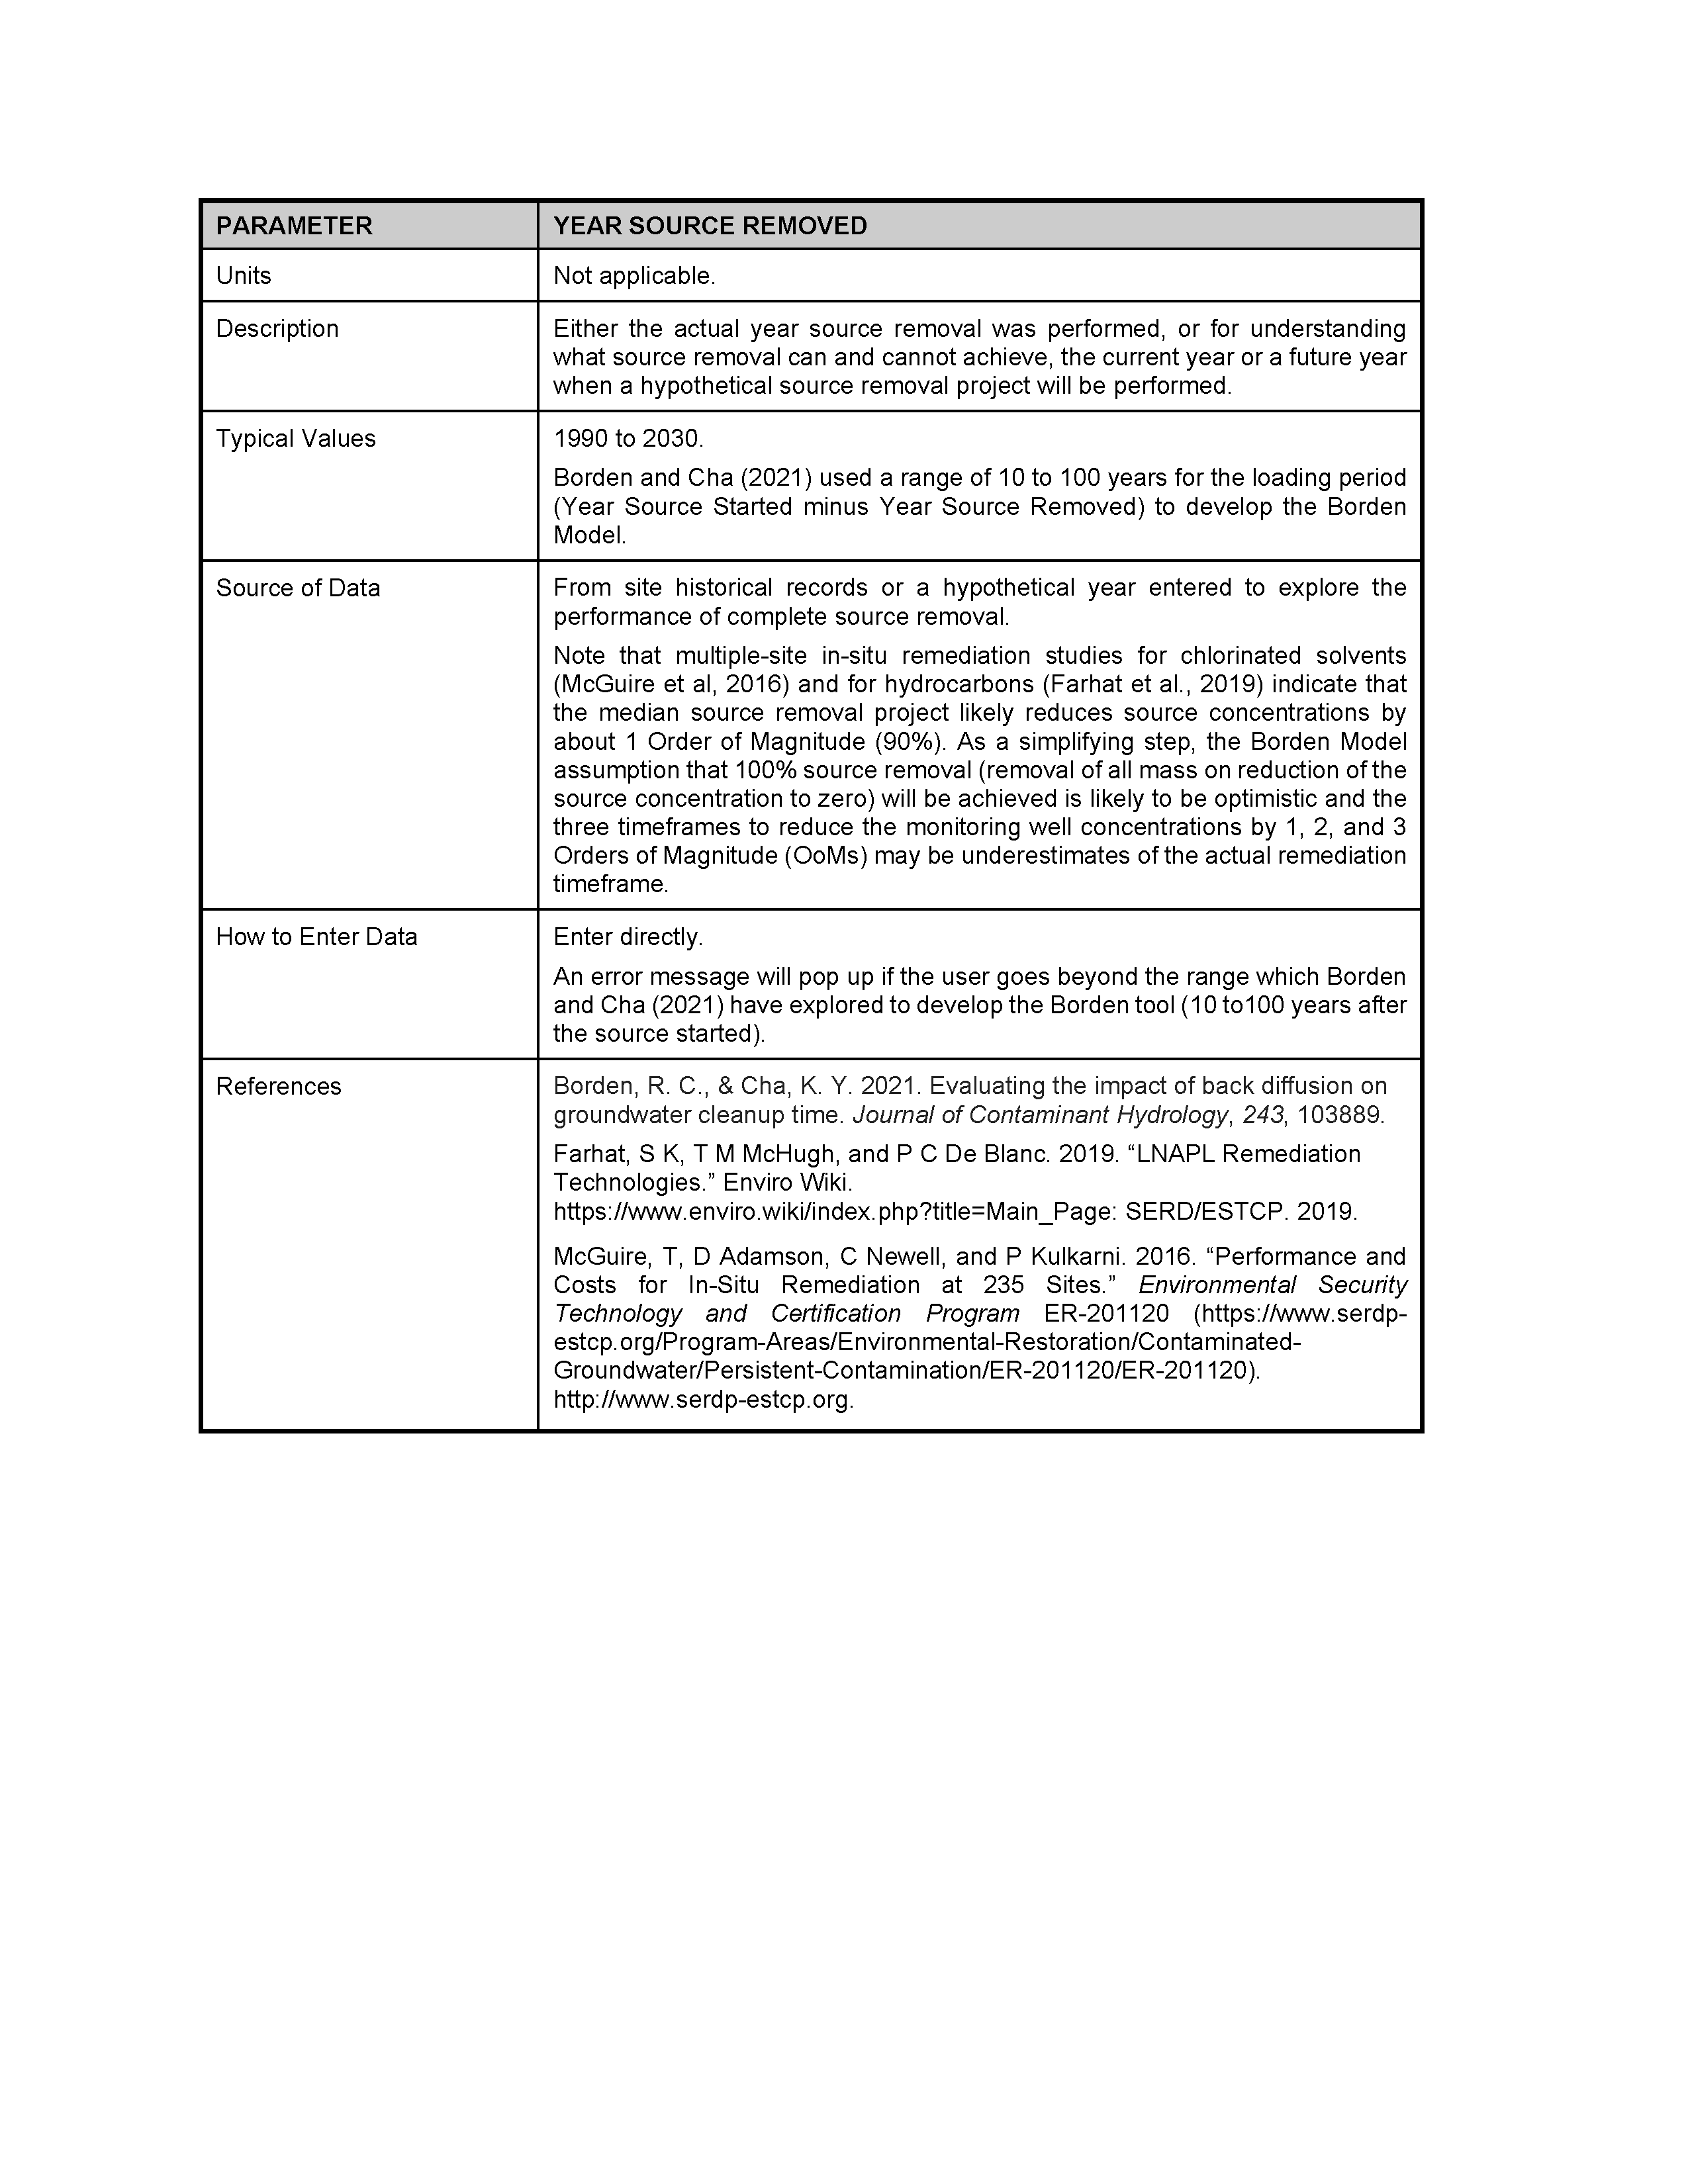 PARAMETER
YEAR SOURCE REMOVED
Units
Not applicable.
Description
Either the actual year source removal was performed, or for understanding
what source removal can and cannot achieve, the current year or a future year
when a hypothetical source removal project will be performed.
Typical Values
1990 to 2030.
Borden and Cha (2021) used a range of 10 to 100 years for the loading period
(Year Source Started minus Year Source Removed) to develop the Borden
Model.
Source of Data
From site historical records or a hypothetical year entered to explore the
performance of complete source removal.
Note that multiple-site in-situ remediation studies for chlorinated solvents
(McGuire et al, 2016) and for hydrocarbons (Farhat et al., 2019) indicate that
the median source removal project likely reduces source concentrations by
about 1 Order of Magnitude (90%). As a simplifying step, the Borden Model
assumption that 100% source removal (removal of all mass on reduction of the
source concentration to zero) will be achieved is likely to be optimistic and the
three timeframes to reduce the monitoring well concentrations by 1, 2, and 3
Orders of Magnitude (OoMs) may be underestimates of the actual remediation
timeframe.
How to Enter Data
Enter directly.
An error message will pop up if the user goes beyond the range which Borden
and Cha (2021) have explored to develop the Borden tool (10 to100 years after
the source started).
References
Borden, R. C., & Cha, K. Y. 2021. Evaluating the impact of back diffusion on
groundwater cleanup time. Journal of Contaminant Hydrology, 243, 103889.
Farhat, S K, T M McHugh, and P C De Blanc. 2019. “LNAPL Remediation
Technologies.” Enviro Wiki.
https://www.enviro.wiki/index.php?title=Main_Page: SERD/ESTCP. 2019.
McGuire, T, D Adamson, C Newell, and P Kulkarni. 2016. “Performance and
Costs for In-Situ Remediation at 235 Sites.” Environmental Security
Technology and Certification Program ER-201120 (https://www.serdp-
estcp.org/Program-Areas/Environmental-Restoration/Contaminated-
Groundwater/Persistent-Contamination/ER-201120/ER-201120).
http://www.serdp-estcp.org.